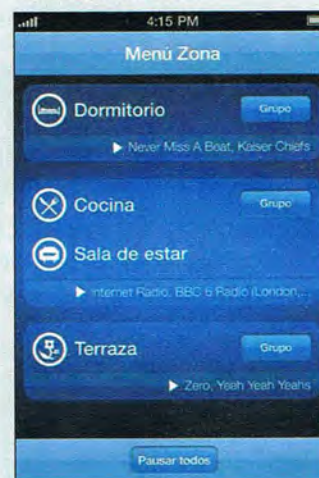 4:15 PM
Menú Zona
Dormitorio
Grupo
Never Miss A Boat, Kaiser Chiefs
Cocina
Grupo
Sala de estar
Internet Radio, BBC 6 Radio (London,...
Terraza
Grupo
Zero, Yeah Yeah Yeahs
Pausar todos